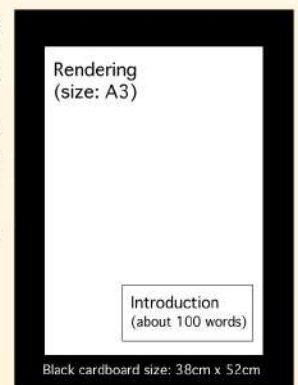 Rendering
(size: A3)
Introduction
(about 100 words)
Black cardboard size: 38cm x 52cm